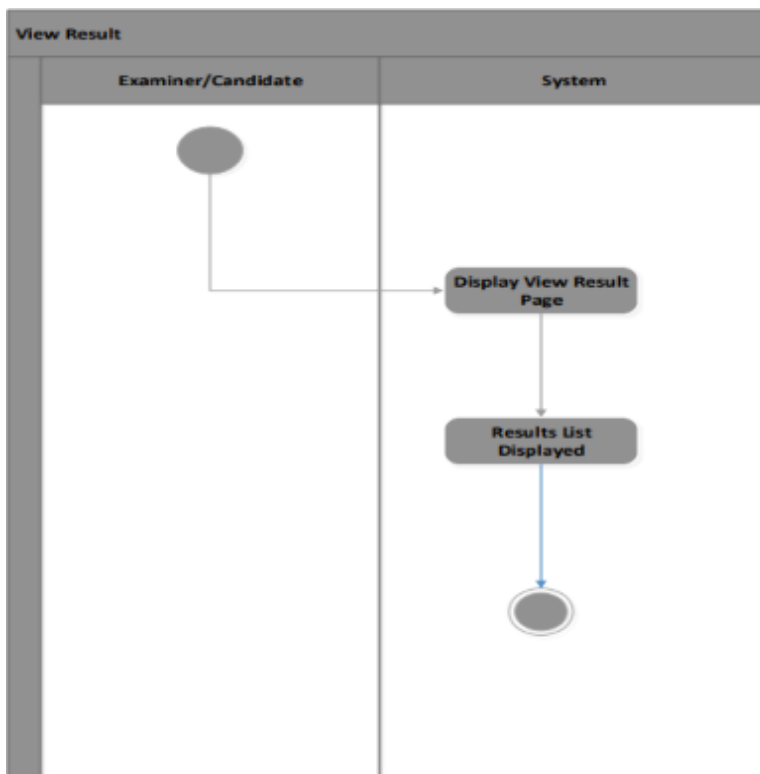 View Result
Examiner/Candidate
System
Display View Result
Page
Results List
Displayed